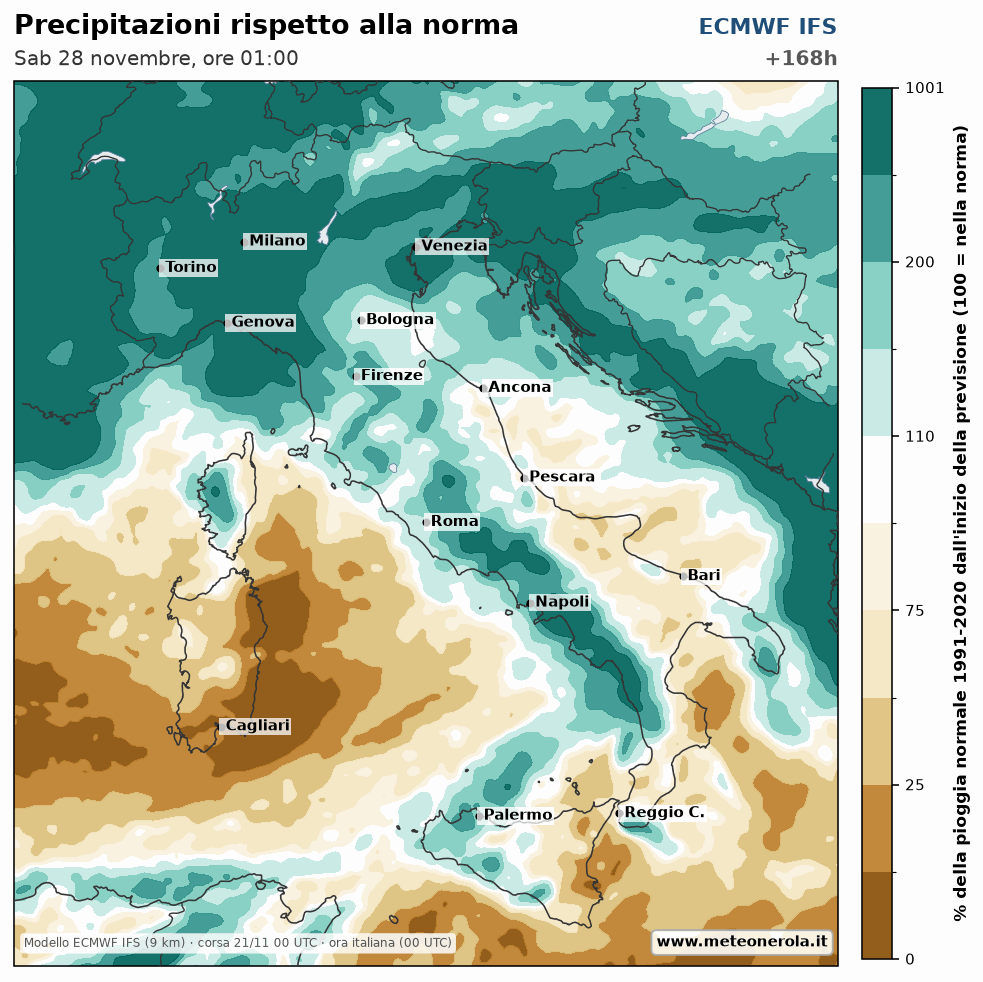 Precipitazioni rispetto alla norma
ECMWF IFS
Sab 28 novembre, ore 01:00
+168h
1001
200
110
75
25
0
% della pioggia normale 1991-2020 dall'inizio della previsione (100 = nella norma)
Milano
Venezia
Torino
Genova
Bologna
Firenze
Ancona
Pescara
Roma
Bari
Napoli
Cagliari
Palermo
Reggio C.
Modello ECMWF IFS (9 km) · corsa 21/11 00 UTC · ora italiana (00 UTC)
www.meteonerola.it